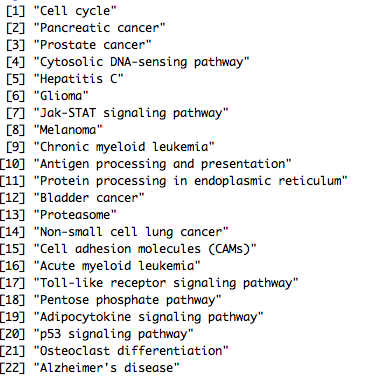 [1] "Cell cycle"
[2] "Pancreatic cancer"
[3] "Prostate cancer"
[4] "Cytosolic DNA-sensing pathway"
[5] "Hepatitis C"
[6] "Glioma"
[7] "Jak-STAT signaling pathway"
[8] "Melanoma"
[9] "Chronic myeloid leukemia"
[10] "Antigen processing and presentation"
[11] "Protein processing in endoplasmic reticulum"
[12] "Bladder cancer"
[13] "Proteasome"
[14] "Non-small cell lung cancer"
[15] "Cell adhesion molecules (CAMs)"
[16] "Acute myeloid leukemia"
[17] "Toll-like receptor signaling pathway"
[18] "Pentose phosphate pathway"
[19] "Adipocytokine signaling pathway"
[20] "p53 signaling pathway"
[21] "Osteoclast differentiation"
[22] "Alzheimer's disease"